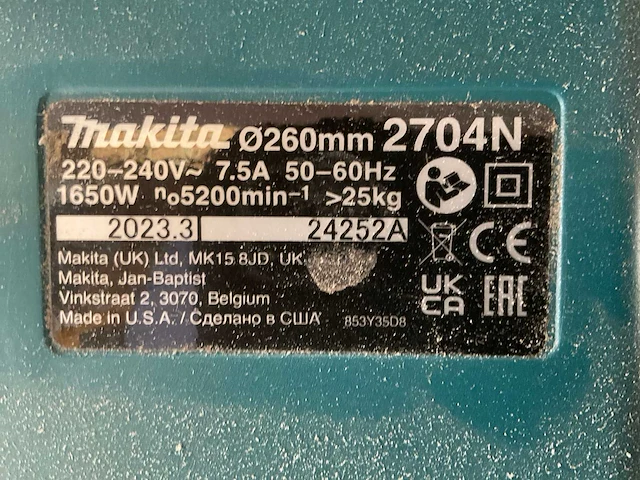 makita Ø260mm 2704N
220–240V~ 7.5A 50–60Hz
1650W n₀5200min⁻¹ >25kg
2023.3 24252A
Makita (UK) Ltd, MK15 8JD, UK
Makita, Jan-Baptist
Vinkstraat 2, 3070, Belgium
Made in U.S.A. / Сделано в США 853Y35D8
CE
UK
CA
EAC